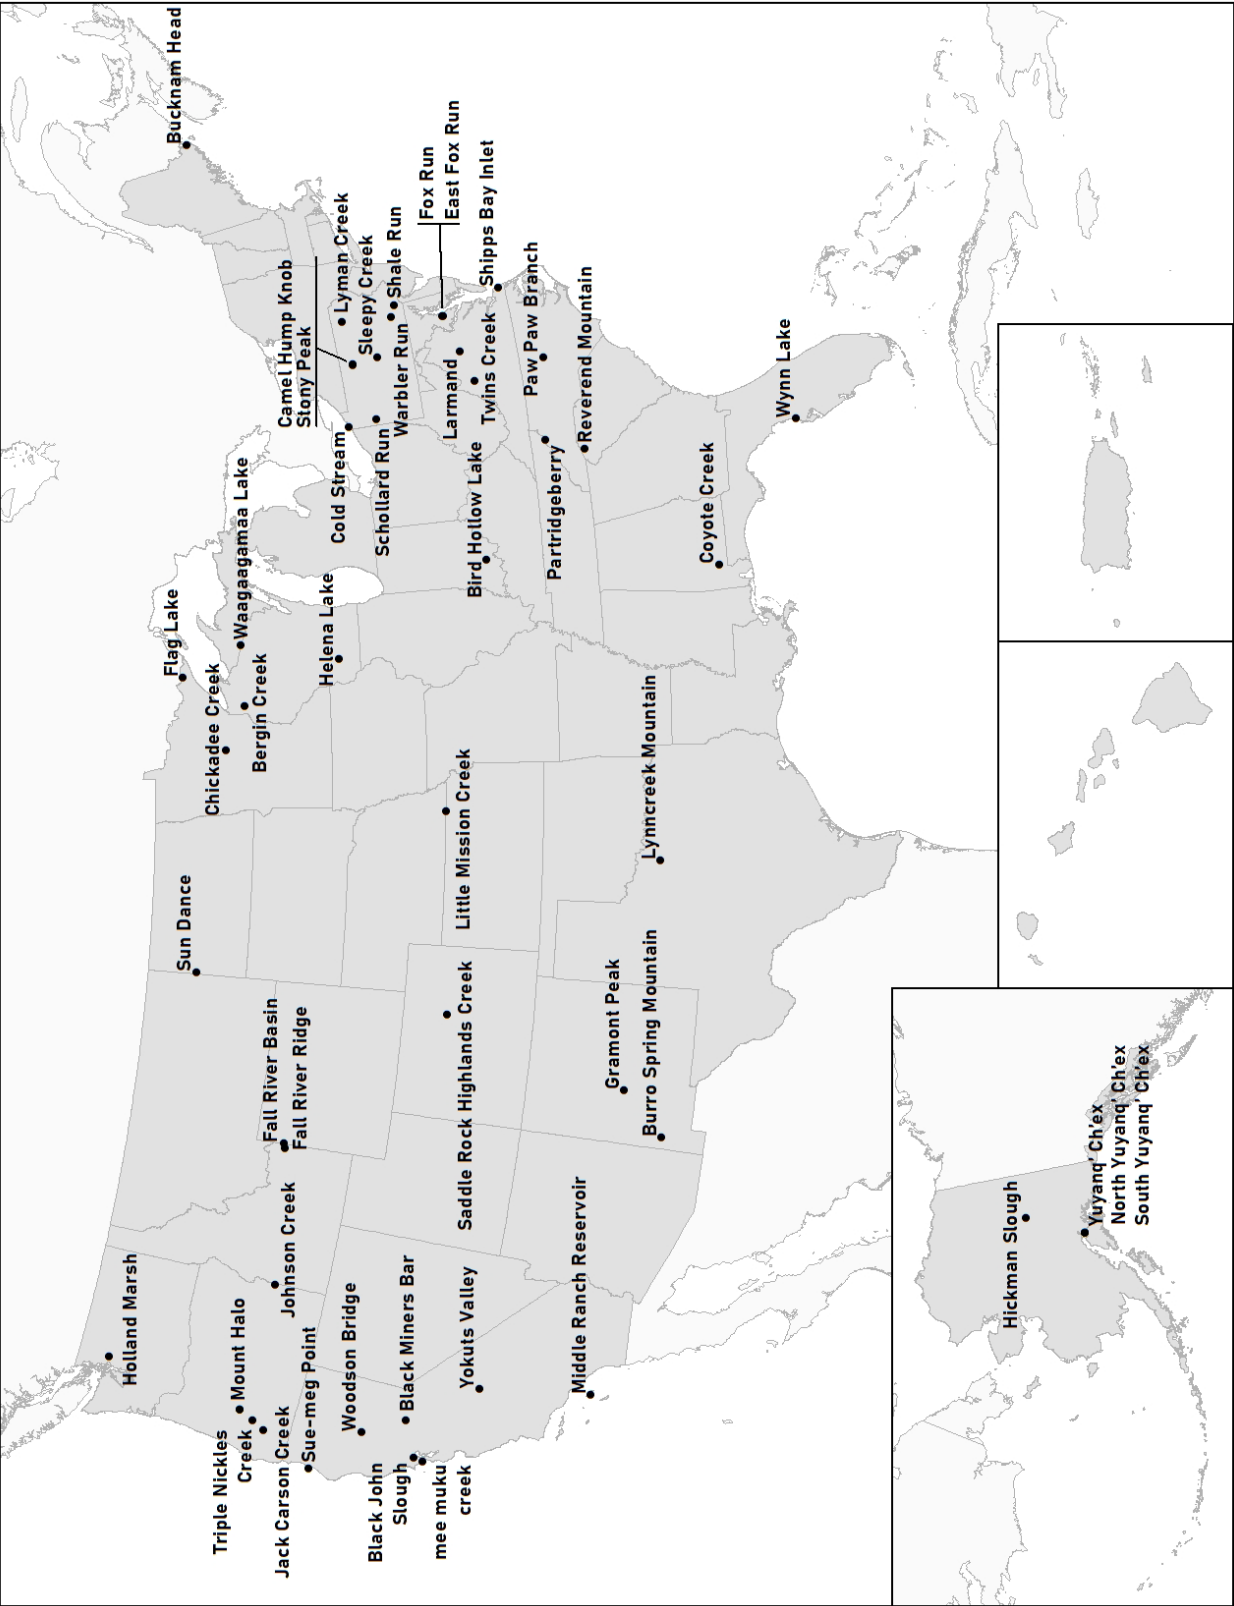 Holland Marsh
Mount Halo
Triple Nickles
Creek
Jack Carson Creek
Johnson Creek
Sue-meg Point
Woodson Bridge
Black Miners Bar
Black John
Slough
mee muku
creek
Yokuts Valley
Middle Ranch Reservoir
Fall River Basin
Fall River Ridge
Sun Dance
Saddle Rock Highlands Creek
Gramont Peak
Burro Spring Mountain
Little Mission Creek
Lynncreek Mountain
Flag Lake
Chickadee Creek
Bergin Creek
Waagaagamaa Lake
Helena Lake
Camel Hump Knob
Stony Peak
Cold Stream
Schollard Run
Lyman Creek
Sleepy Creek
Shale Run
Warbler Run
Fox Run
East Fox Run
Larmand
Twins Creek
Shipps Bay Inlet
Bird Hollow Lake
Paw Paw Branch
Partridgeberry
Reverend Mountain
Coyote Creek
Wynn Lake
Bucknam Head
Hickman Slough
Yuyanq' Ch'ex
North Yuyanq' Ch'ex
South Yuyanq' Ch'ex